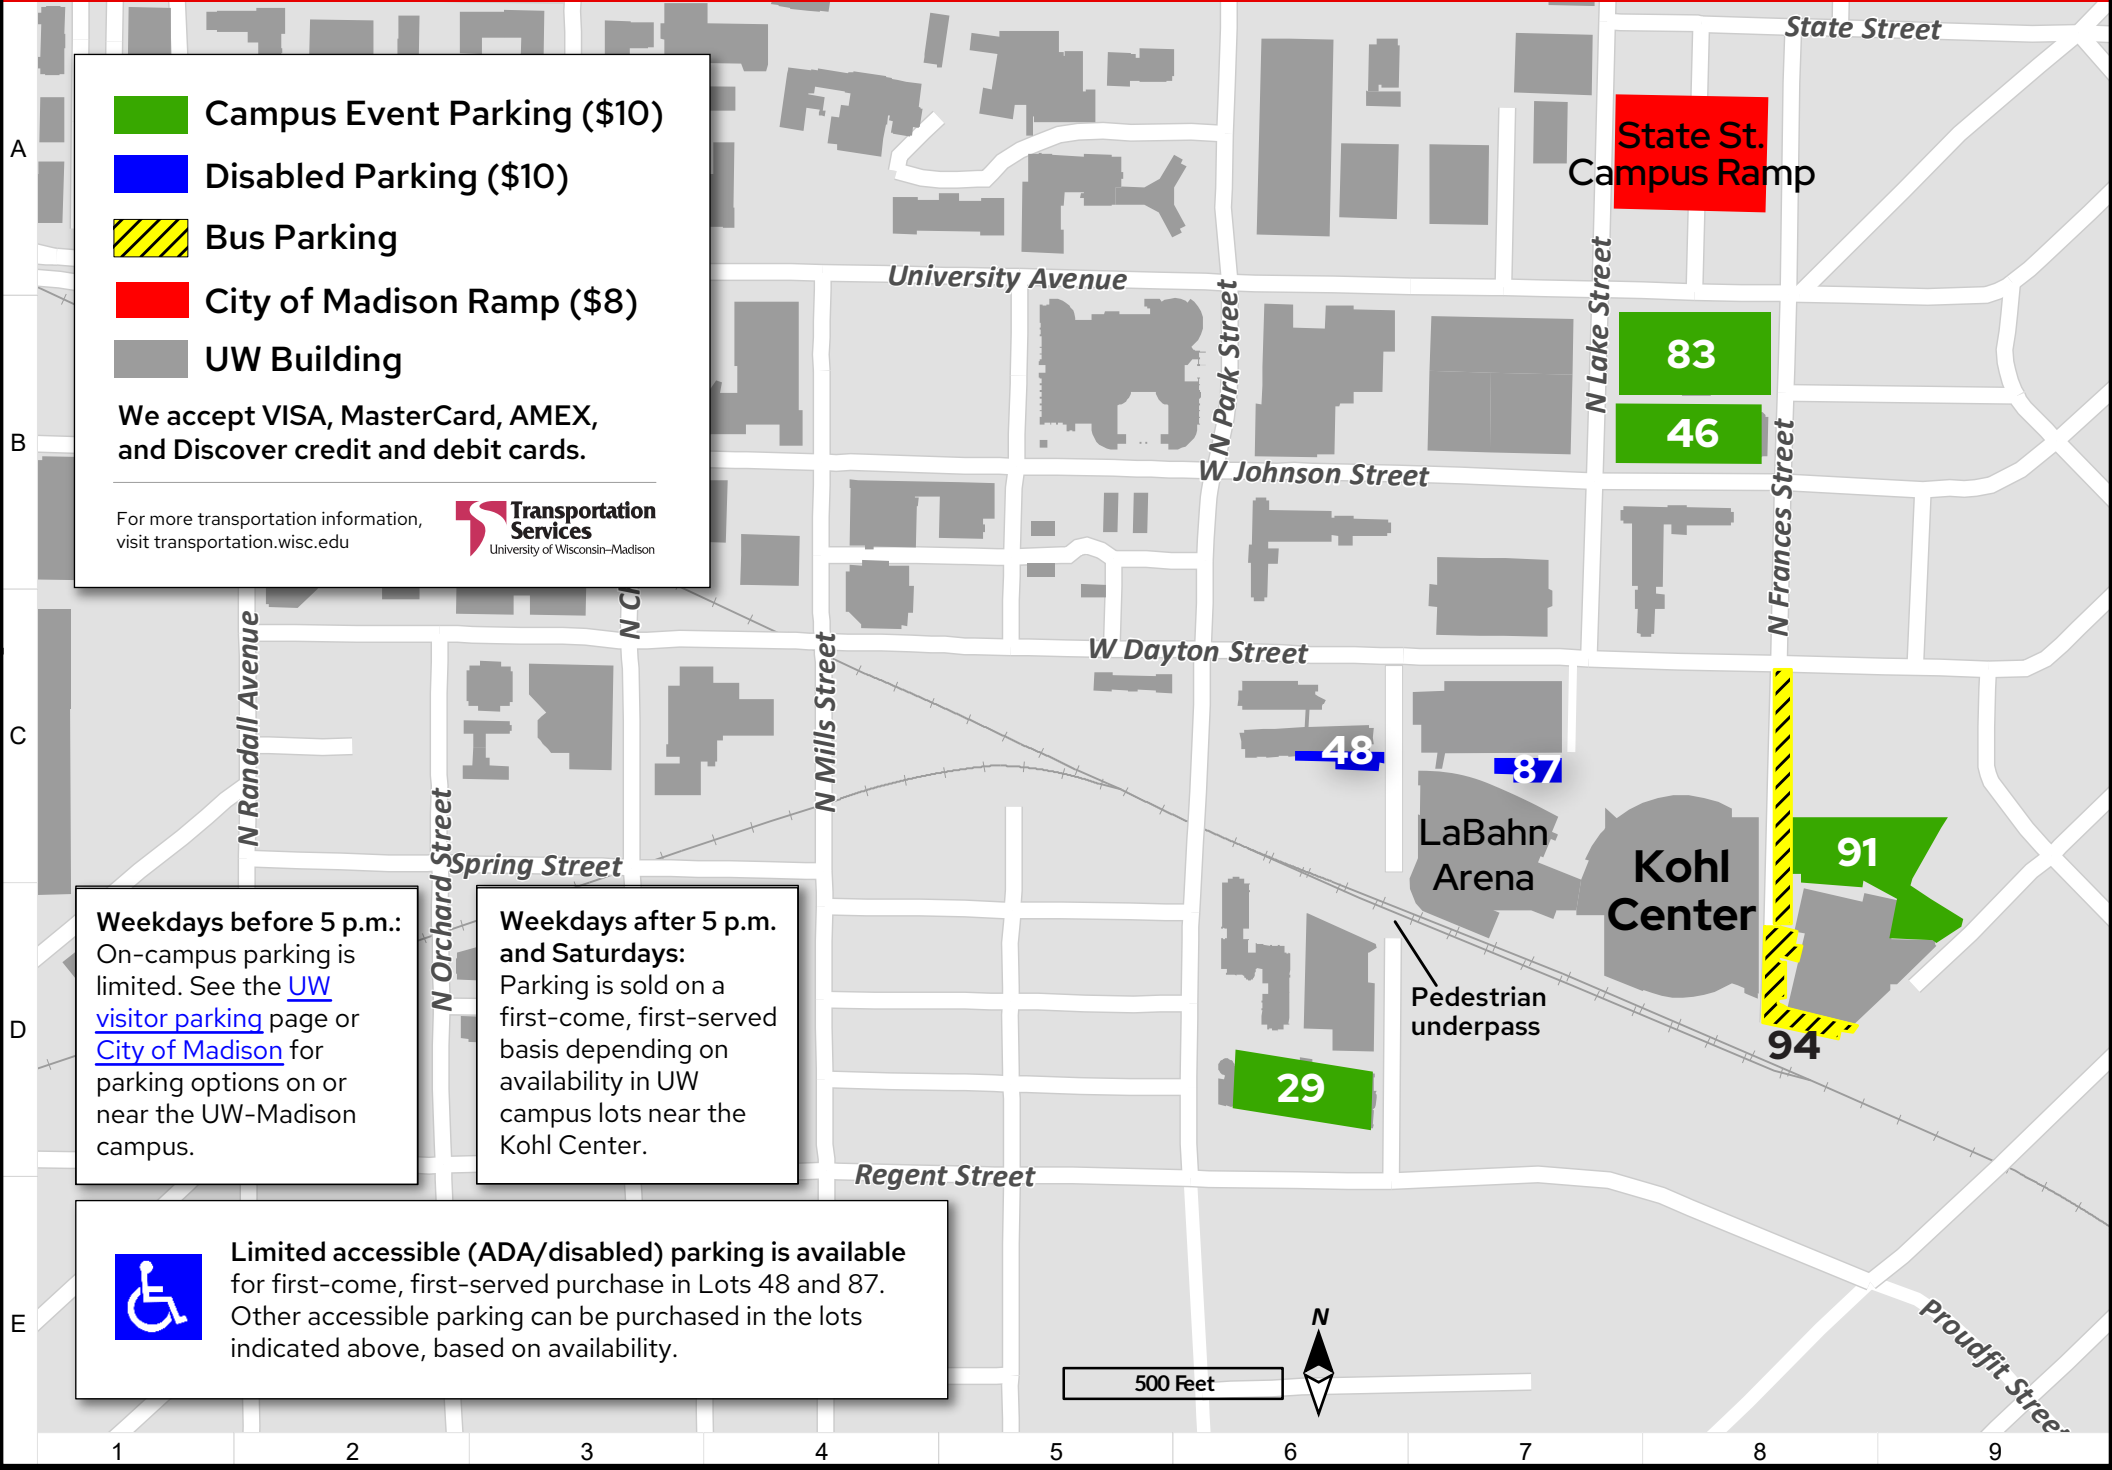 State Street
Campus Event Parking ($10)
Disabled Parking ($10)
Bus Parking
City of Madison Ramp ($8)
UW Building
We accept VISA, MasterCard, AMEX,
and Discover credit and debit cards.
For more transportation information,
visit transportation.wisc.edu
Transportation
Services
University of Wisconsin–Madison
A
State St.
Campus Ramp
University Avenue
N Park Street
N Lake Street
83
46
B
W Johnson Street
N Frances Street
N Randall Avenue
N Mills Street
W Dayton Street
C
48
87
LaBahn
Arena
Kohl
Center
91
N Orchard Street
Spring Street
Weekdays before 5 p.m.:
On-campus parking is
limited. See the UW
visitor parking page or
City of Madison for
parking options on or
near the UW-Madison
campus.
Weekdays after 5 p.m.
and Saturdays:
Parking is sold on a
first-come, first-served
basis depending on
availability in UW
campus lots near the
Kohl Center.
Pedestrian
underpass
D
94
29
Regent Street
Limited accessible (ADA/disabled) parking is available
for first-come, first-served purchase in Lots 48 and 87.
Other accessible parking can be purchased in the lots
indicated above, based on availability.
E
N
500 Feet
Proudfit Street
1 2 3 4 5 6 7 8 9